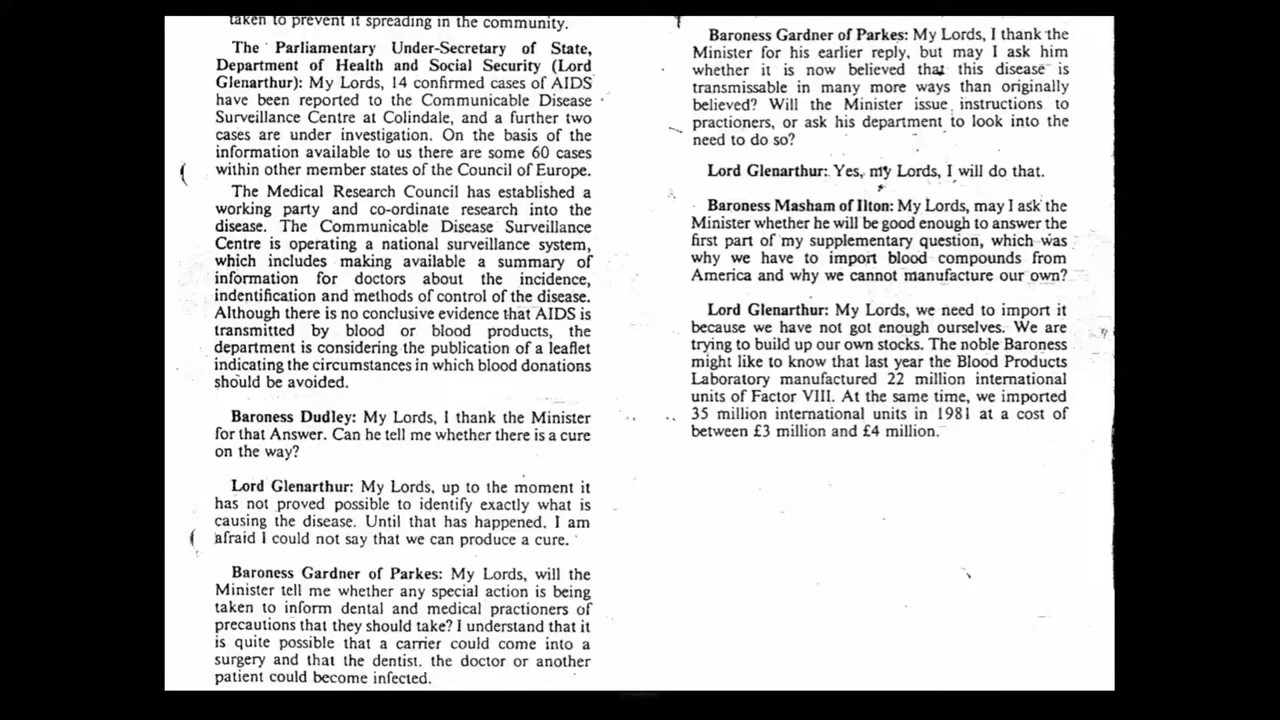 taken to prevent it spreading in the community.
The Parliamentary Under-Secretary of State,
Department of Health and Social Security (Lord
Glenarthur): My Lords, 14 confirmed cases of AIDS
have been reported to the Communicable Disease
Surveillance Centre at Colindale, and a further two
cases are under investigation. On the basis of the
information available to us there are some 60 cases
within other member states of the Council of Europe.
The Medical Research Council has established a
working party and co-ordinate research into the
disease. The Communicable Disease Surveillance
Centre is operating a national surveillance system,
which includes making available a summary of
information for doctors about the incidence,
indentification and methods of control of the disease.
Although there is no conclusive evidence that AIDS is
transmitted by blood or blood products, the
department is considering the publication of a leaflet
indicating the circumstances in which blood donations
should be avoided.
Baroness Dudley: My Lords, I thank the Minister
for that Answer. Can he tell me whether there is a cure
on the way?
Lord Glenarthur: My Lords, up to the moment it
has not proved possible to identify exactly what is
causing the disease. Until that has happened, I am
afraid I could not say that we can produce a cure.
Baroness Gardner of Parkes: My Lords, will the
Minister tell me whether any special action is being
taken to inform dental and medical practioners of
precautions that they should take? I understand that it
is quite possible that a carrier could come into a
surgery and that the dentist, the doctor or another
patient could become infected.
Baroness Gardner of Parkes: My Lords, I thank the
Minister for his earlier reply, but may I ask him
whether it is now believed that this disease is
transmissable in many more ways than originally
believed? Will the Minister issue instructions to
practioners, or ask his department to look into the
need to do so?
Lord Glenarthur: Yes, my Lords, I will do that.
Baroness Masham of Ilton: My Lords, may I ask the
Minister whether he will be good enough to answer the
first part of my supplementary question, which was
why we have to import blood compounds from
America and why we cannot manufacture our own?
Lord Glenarthur: My Lords, we need to import it
because we have not got enough ourselves. We are
trying to build up our own stocks. The noble Baroness
might like to know that last year the Blood Products
Laboratory manufactured 22 million international
units of Factor VIII. At the same time, we imported
35 million international units in 1981 at a cost of
between £3 million and £4 million.